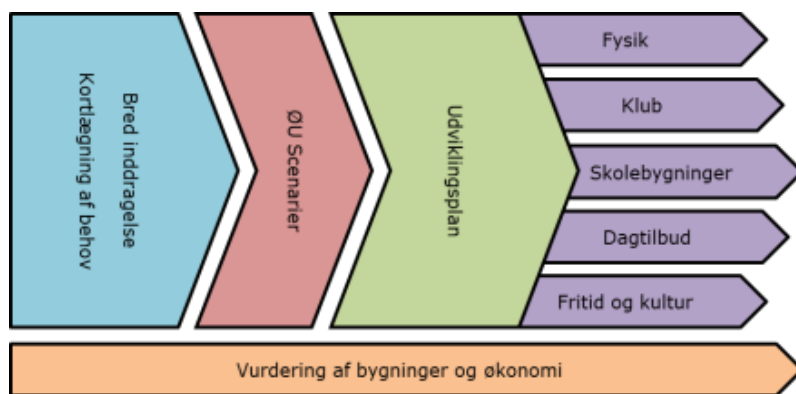 Bred inddragelse
Kortlægning af behov
ØU Scenarier
Udviklingsplan
Fysik
Klub
Skolebygninger
Dagtilbud
Fritid og kultur
Vurdering af bygninger og økonomi